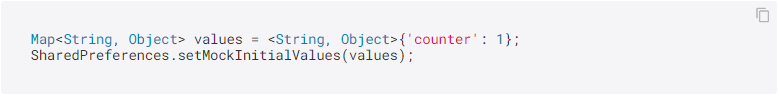 Map<String, Object> values = <String, Object>{'counter': 1};
SharedPreferences.setMockInitialValues(values);